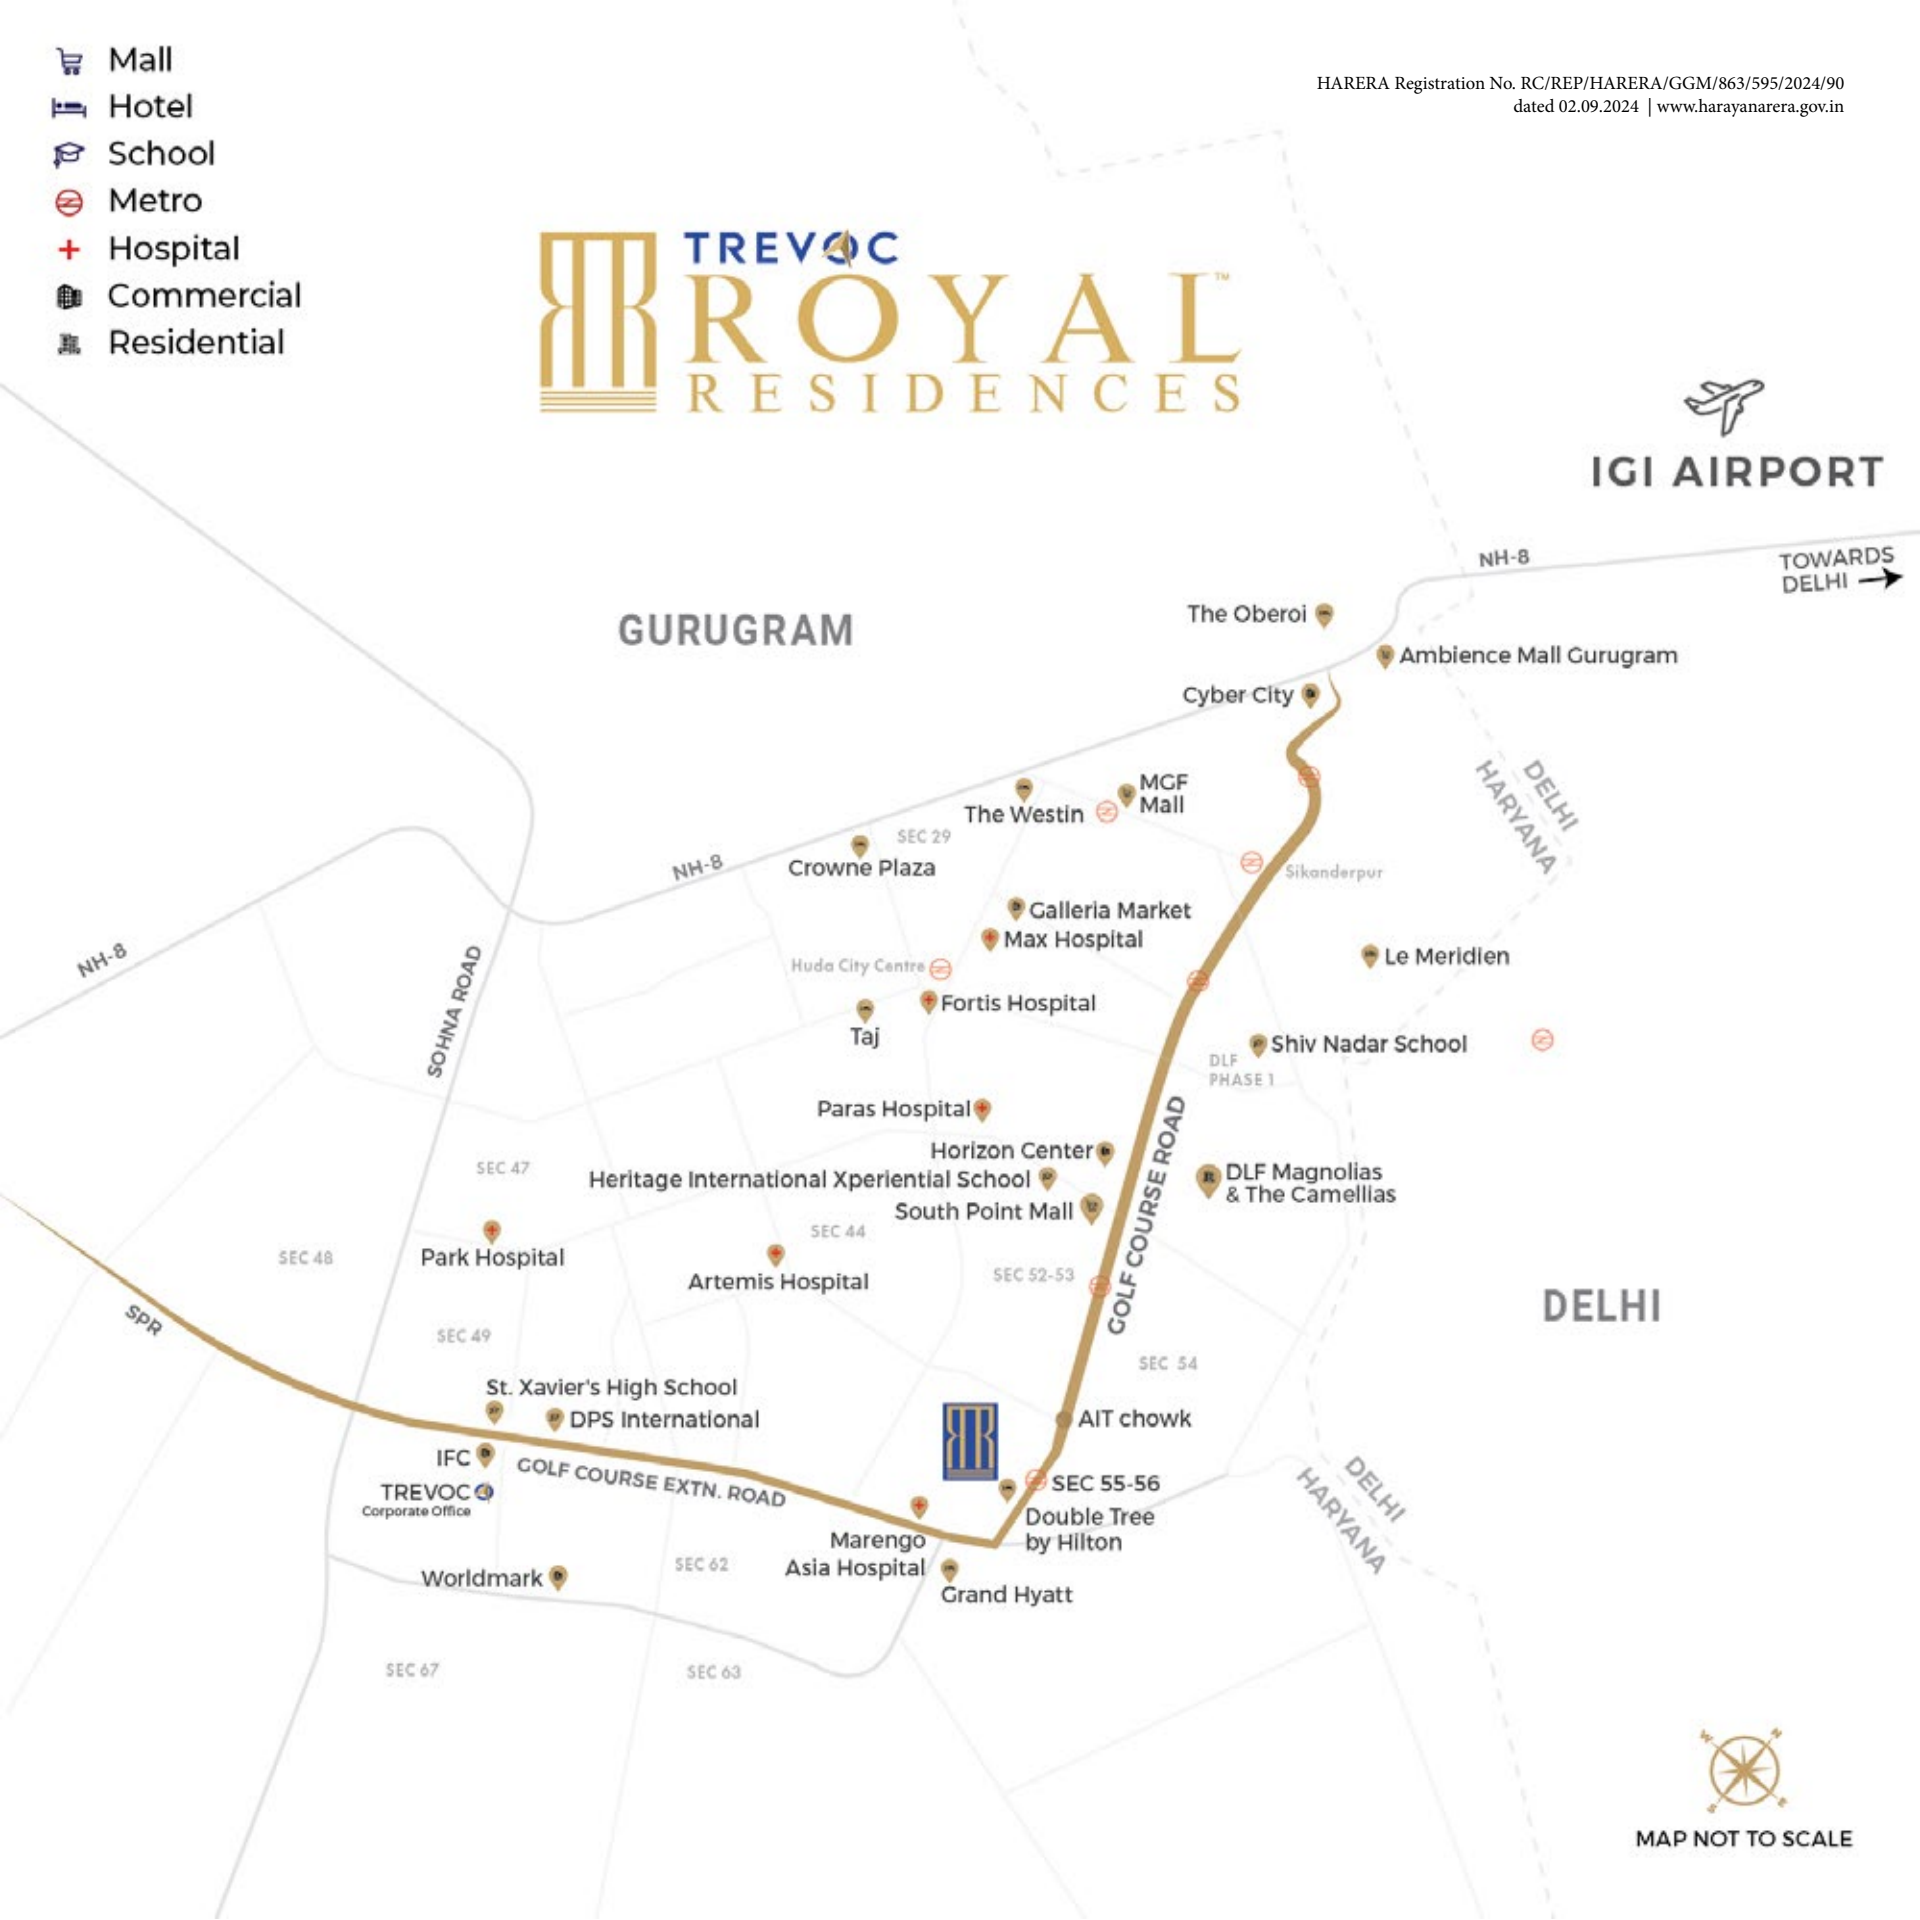 Mall
Hotel
School
Metro
Hospital
Commercial
Residential
HARERA Registration No. RC/REP/HARERA/GGM/863/595/2024/90
dated 02.09.2024 | www.harayanarera.gov.in
TREVOC
ROYAL™
RESIDENCES
IGI AIRPORT
NH-8
TOWARDS
DELHI
GURUGRAM
The Oberoi
Ambience Mall Gurugram
Cyber City
DELHI
HARYANA
MGF
Mall
The Westin
SEC 29
Crowne Plaza
NH-8
Sikanderpur
Galleria Market
Max Hospital
NH-8
SOHNA ROAD
Huda City Centre
Le Meridien
Fortis Hospital
Taj
Shiv Nadar School
DLF
PHASE 1
Paras Hospital
GOLF COURSE ROAD
Horizon Center
SEC 47
Heritage International Xperiential School
DLF Magnolias
& The Camellias
South Point Mall
SEC 44
SEC 48
Park Hospital
Artemis Hospital
SEC 52-53
DELHI
SPR
SEC 49
SEC 54
St. Xavier's High School
DPS International
AIT chowk
IFC
GOLF COURSE EXTN. ROAD
SEC 55-56
DELHI
HARYANA
TREVOC
Corporate Office
Double Tree
by Hilton
Marengo
Asia Hospital
SEC 62
Worldmark
Grand Hyatt
SEC 67
SEC 63
W
N
S
E
MAP NOT TO SCALE